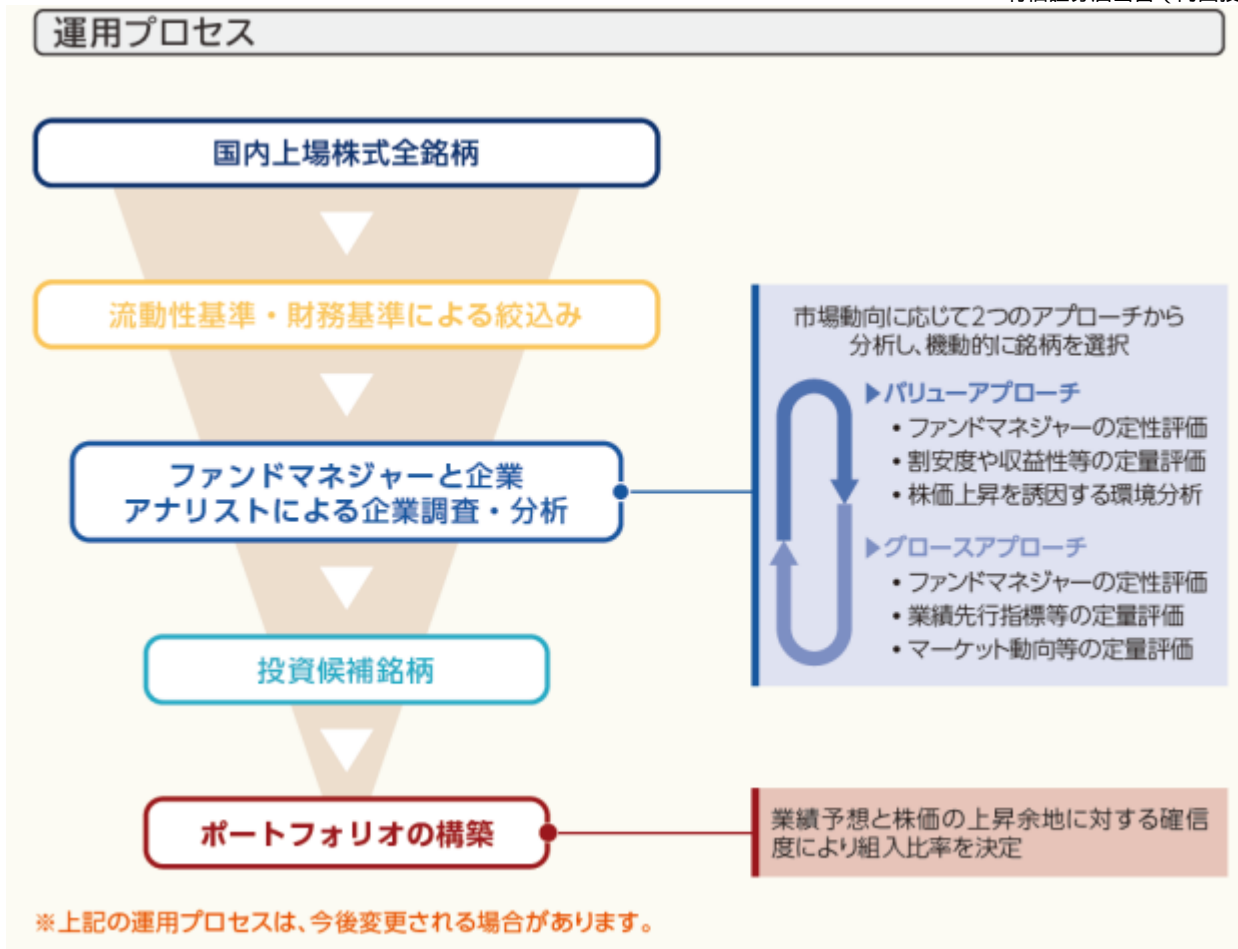 運用プロセス
国内上場株式全銘柄
流動性基準・財務基準による絞込み
ファンドマネジャーと企業
アナリストによる企業調査・分析
市場動向に応じて2つのアプローチから
分析し、機動的に銘柄を選択
▶バリューアプローチ
・ファンドマネジャーの定性評価
・割安度や収益性等の定量評価
・株価上昇を誘因する環境分析
▶グロースアプローチ
・ファンドマネジャーの定性評価
・業績先行指標等の定量評価
・マーケット動向等の定量評価
投資候補銘柄
ポートフォリオの構築
業績予想と株価の上昇余地に対する確信
度により組入比率を決定
※上記の運用プロセスは、今後変更される場合があります。